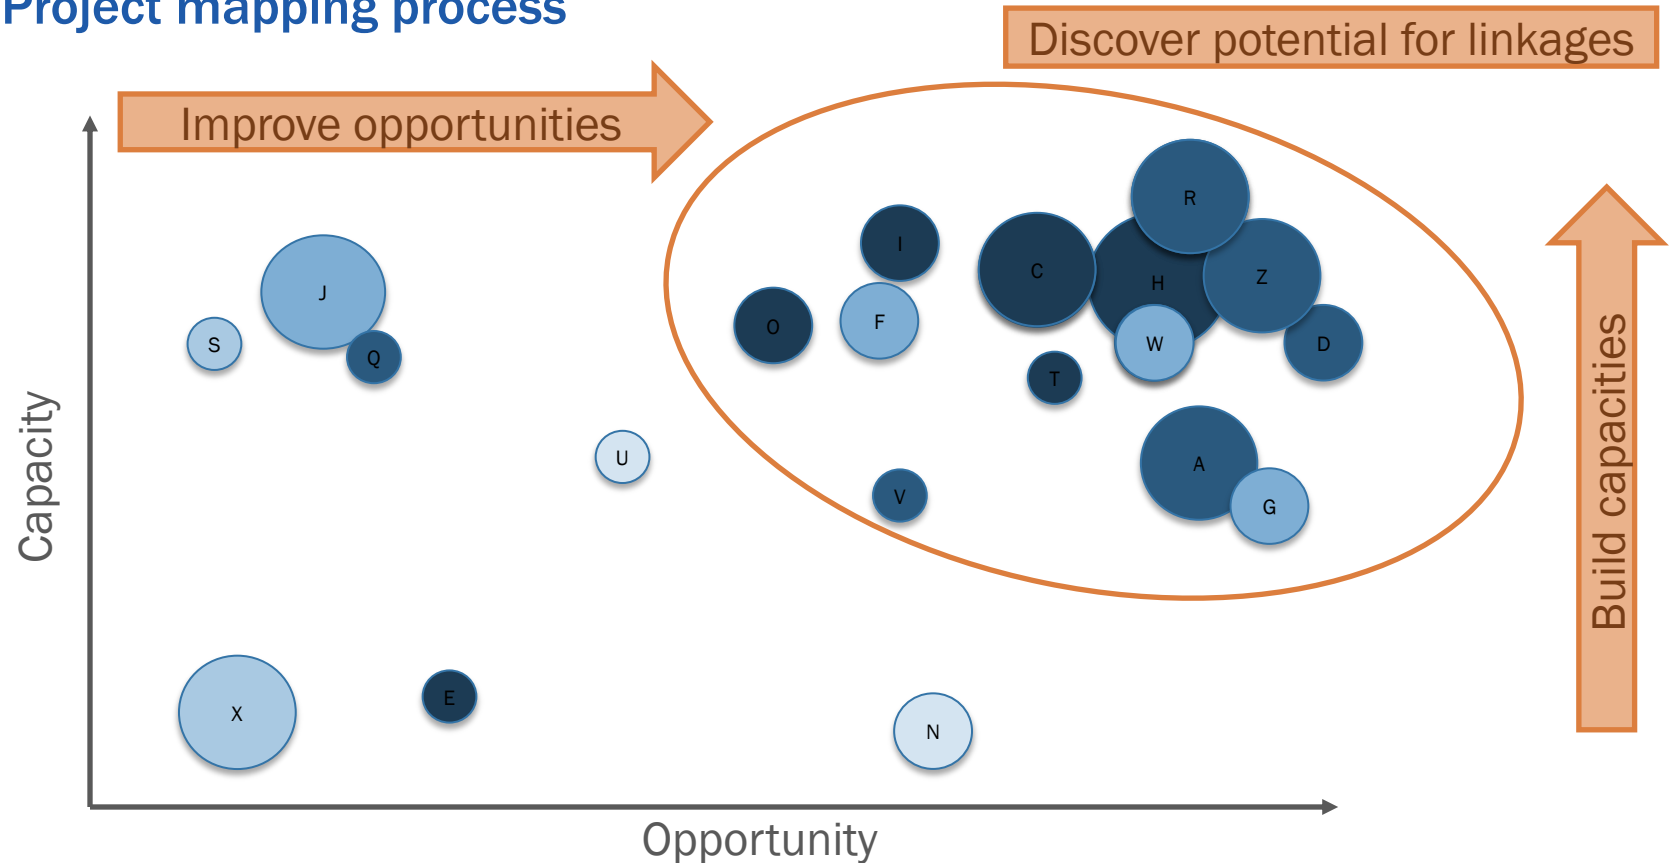 Project mapping process
Discover potential for linkages
Improve opportunities
R
I
C
Z
H
J
F
O
S
W
D
Q
T
U
A
V
G
E
X
N
Capacity
Build capacities
Opportunity